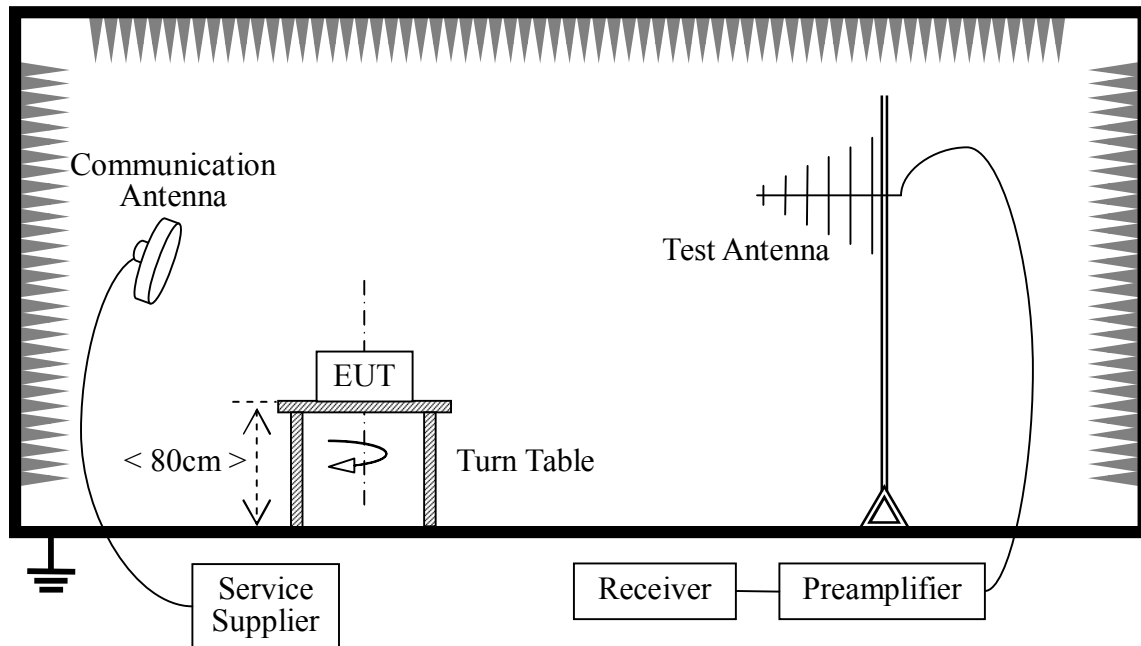 Communication
Antenna
Test Antenna
EUT
< 80cm >
Turn Table
Service
Supplier
Receiver
Preamplifier